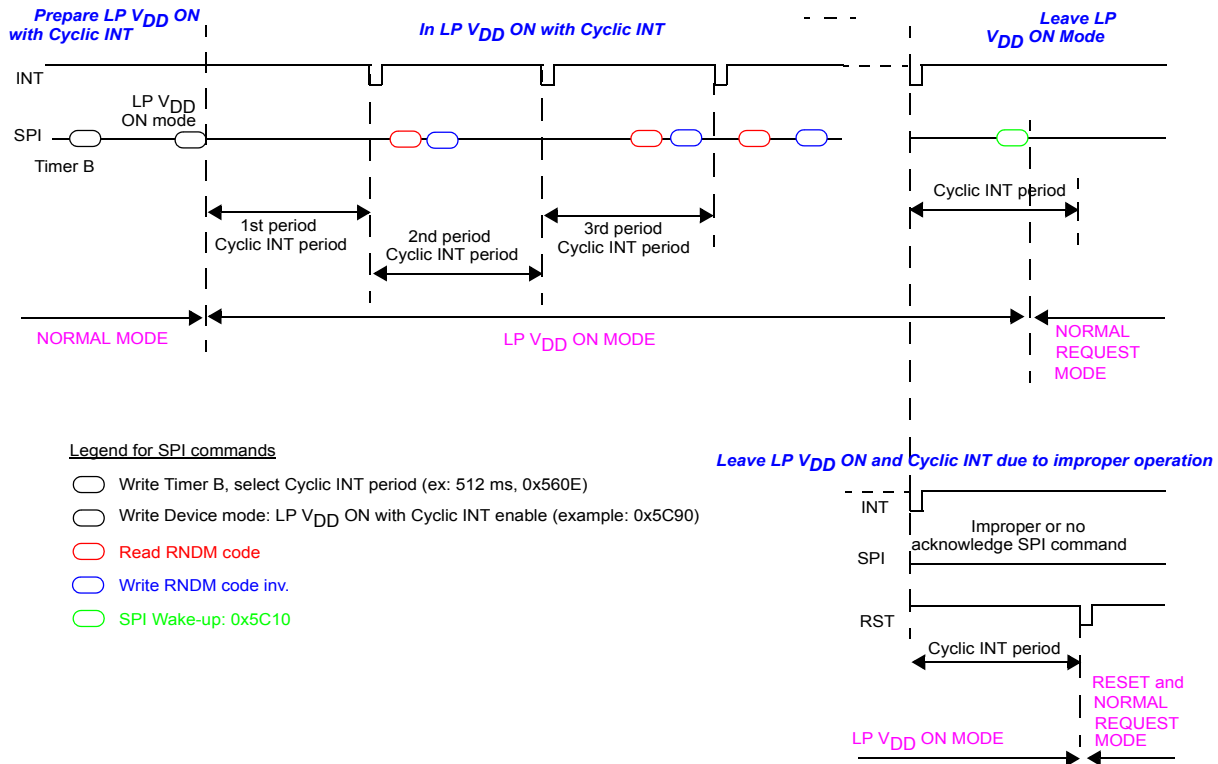 Prepare LP VDD ON
with Cyclic INT
In LP VDD ON with Cyclic INT
Leave LP
VDD ON Mode
INT
LP VDD
ON mode
SPI
Timer B
1st period
Cyclic INT period
2nd period
Cyclic INT period
3rd period
Cyclic INT period
Cyclic INT period
NORMAL MODE
LP VDD ON MODE
NORMAL
REQUEST
MODE
Legend for SPI commands
Write Timer B, select Cyclic INT period (ex: 512 ms, 0x560E)
Write Device mode: LP VDD ON with Cyclic INT enable (example: 0x5C90)
Read RNDM code
Write RNDM code inv.
SPI Wake-up: 0x5C10
Leave LP VDD ON and Cyclic INT due to improper operation
INT
Improper or no
acknowledge SPI command
SPI
RST
Cyclic INT period
RESET and
NORMAL
REQUEST
MODE
LP VDD ON MODE